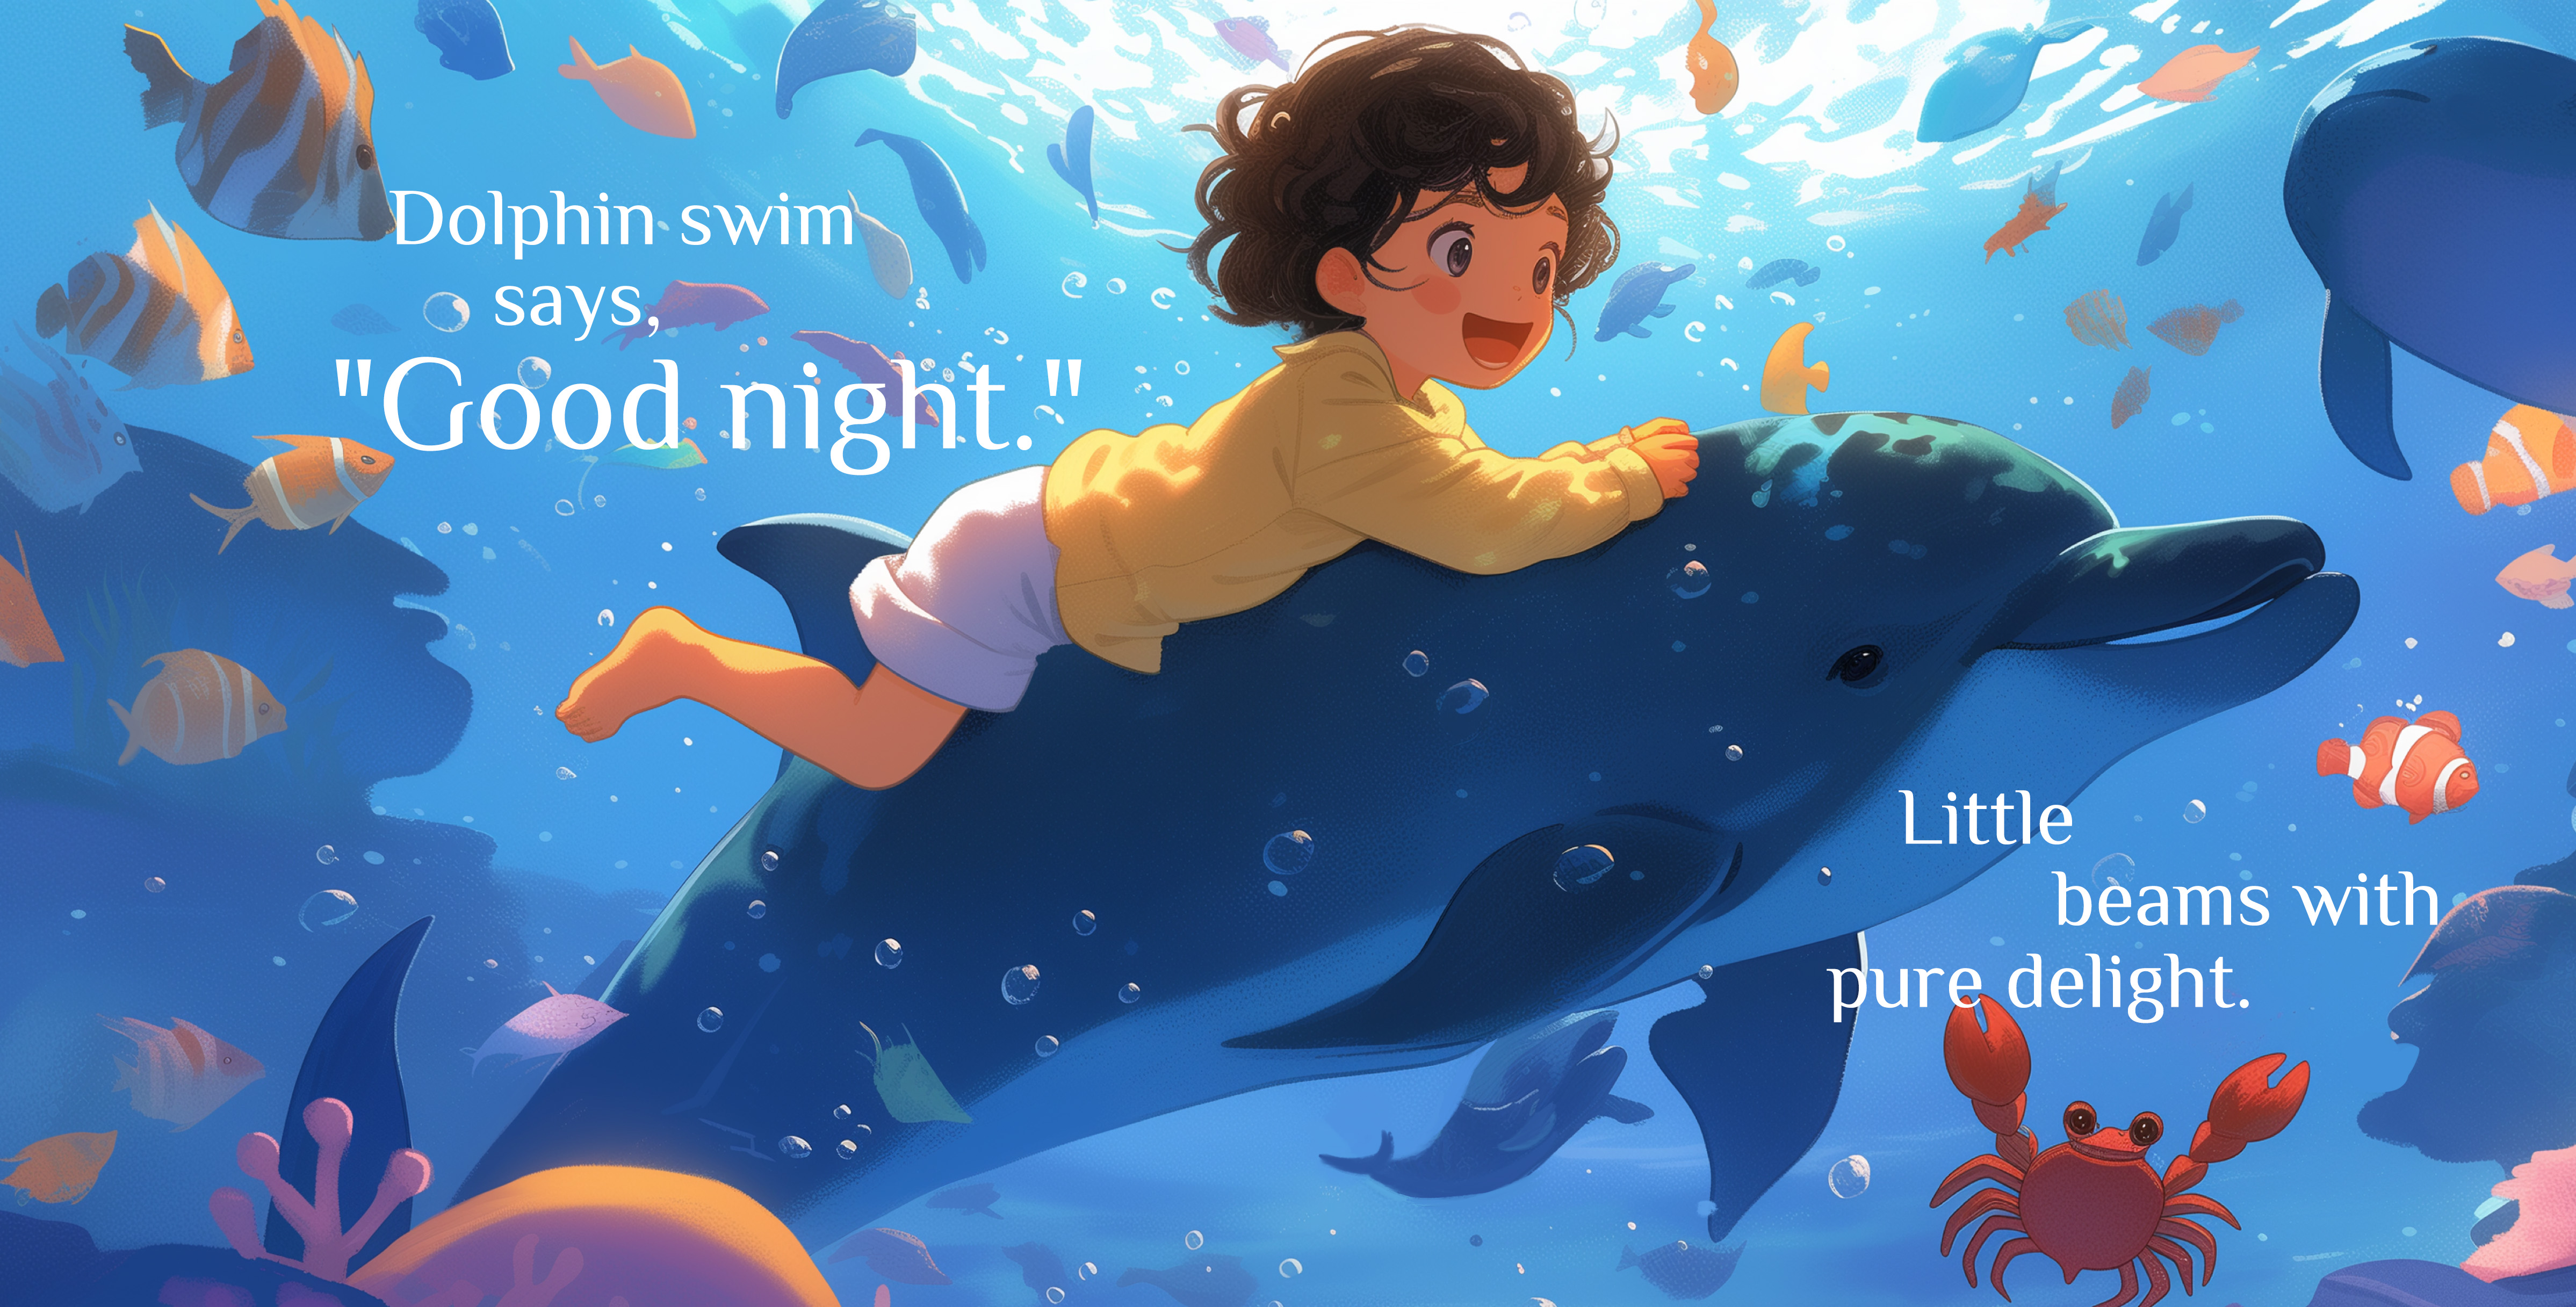 Dolphin swim
says,
"Good night."
Little
beams with
pure delight.